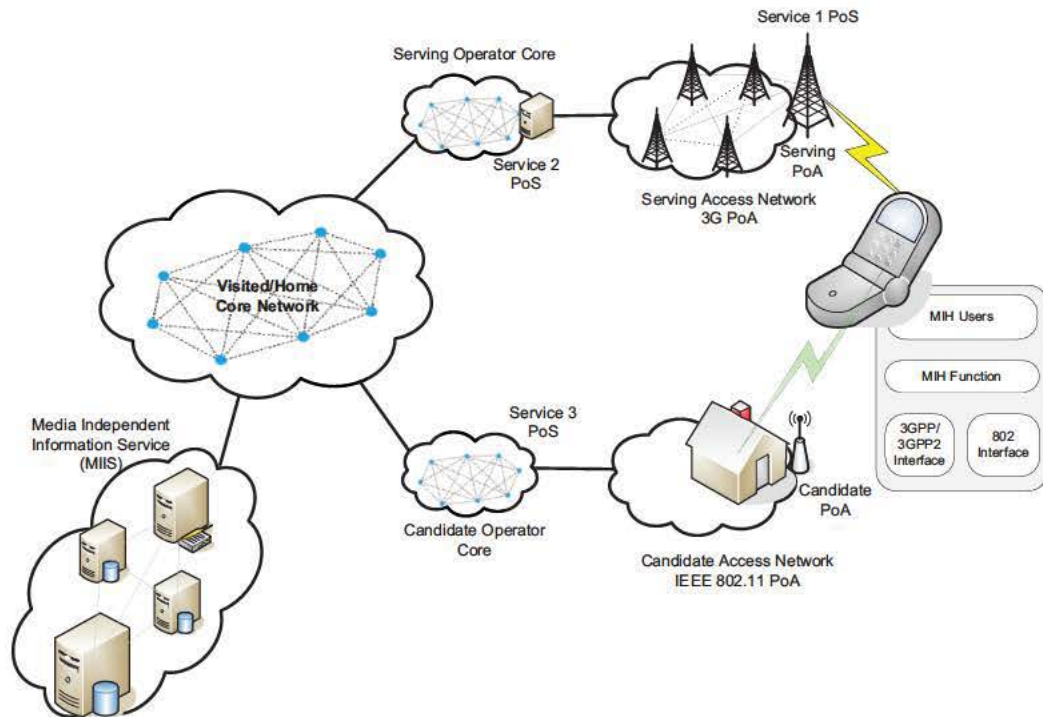 Service 1 PoS
Serving Operator Core
Service 2
PoS
Serving
PoA
Serving Access Network
3G PoA
Visited/Home
Core Network
MIH Users
MIH Function
3GPP/
3GPP2
Interface
802
Interface
Media Independent
Information Service
(MIIS)
Service 3
PoS
Candidate Operator
Core
Candidate
PoA
Candidate Access Network
IEEE 802.11 PoA